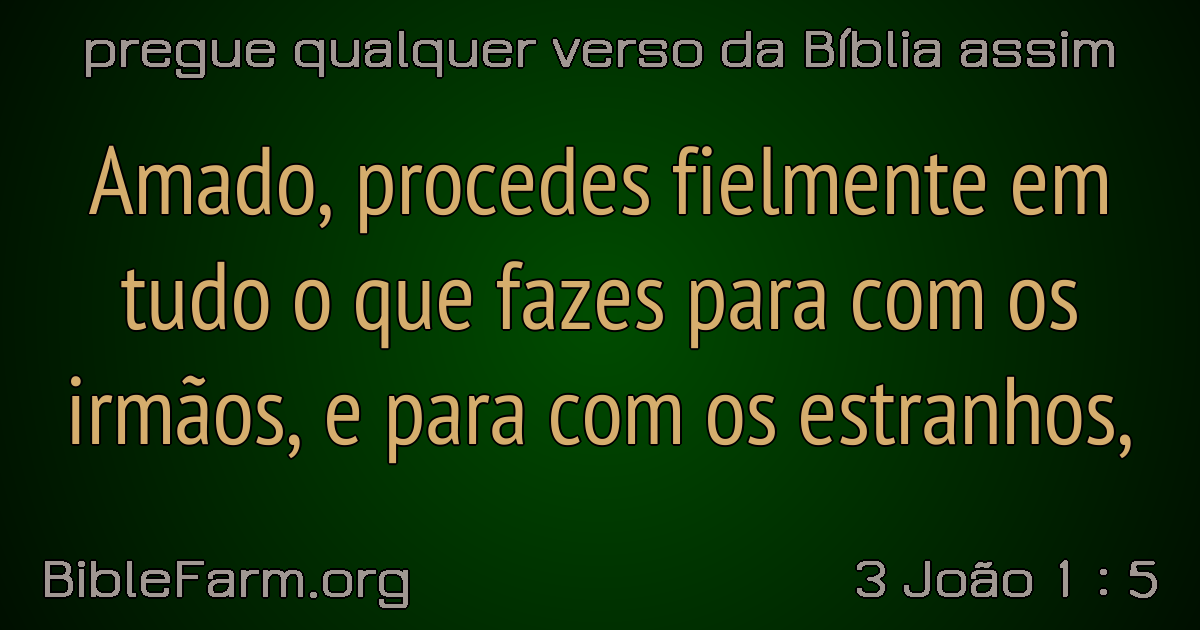 pregue qualquer verso da Bíblia assim
Amado, procedes fielmente em
tudo o que fazes para com os
irmãos, e para com os estranhos,
BibleFarm.org
3 João 1 : 5